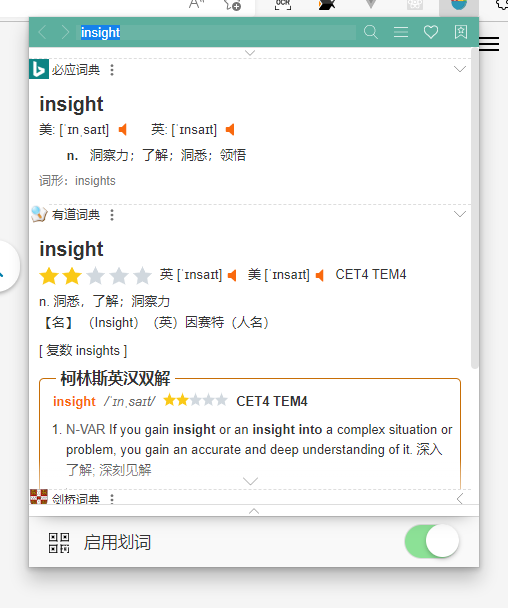 OCR
insight
必应词典
insight
美: [ˈɪnˌsaɪt] 英: [ˈɪnsaɪt]
n. 洞察力；了解；洞悉；领悟
词形：insights
有道词典
insight
英 [ˈɪnsaɪt] 美 [ˈɪnsaɪt] CET4 TEM4
n. 洞悉，了解；洞察力
【名】 （Insight）（英）因赛特（人名）
[ 复数 insights ]
柯林斯英汉双解
insight /ˈɪnˌsaɪt/ CET4 TEM4
1. N-VAR If you gain insight or an insight into a complex situation or
problem, you gain an accurate and deep understanding of it. 深入
了解; 深刻见解
剑桥词典
启用划词